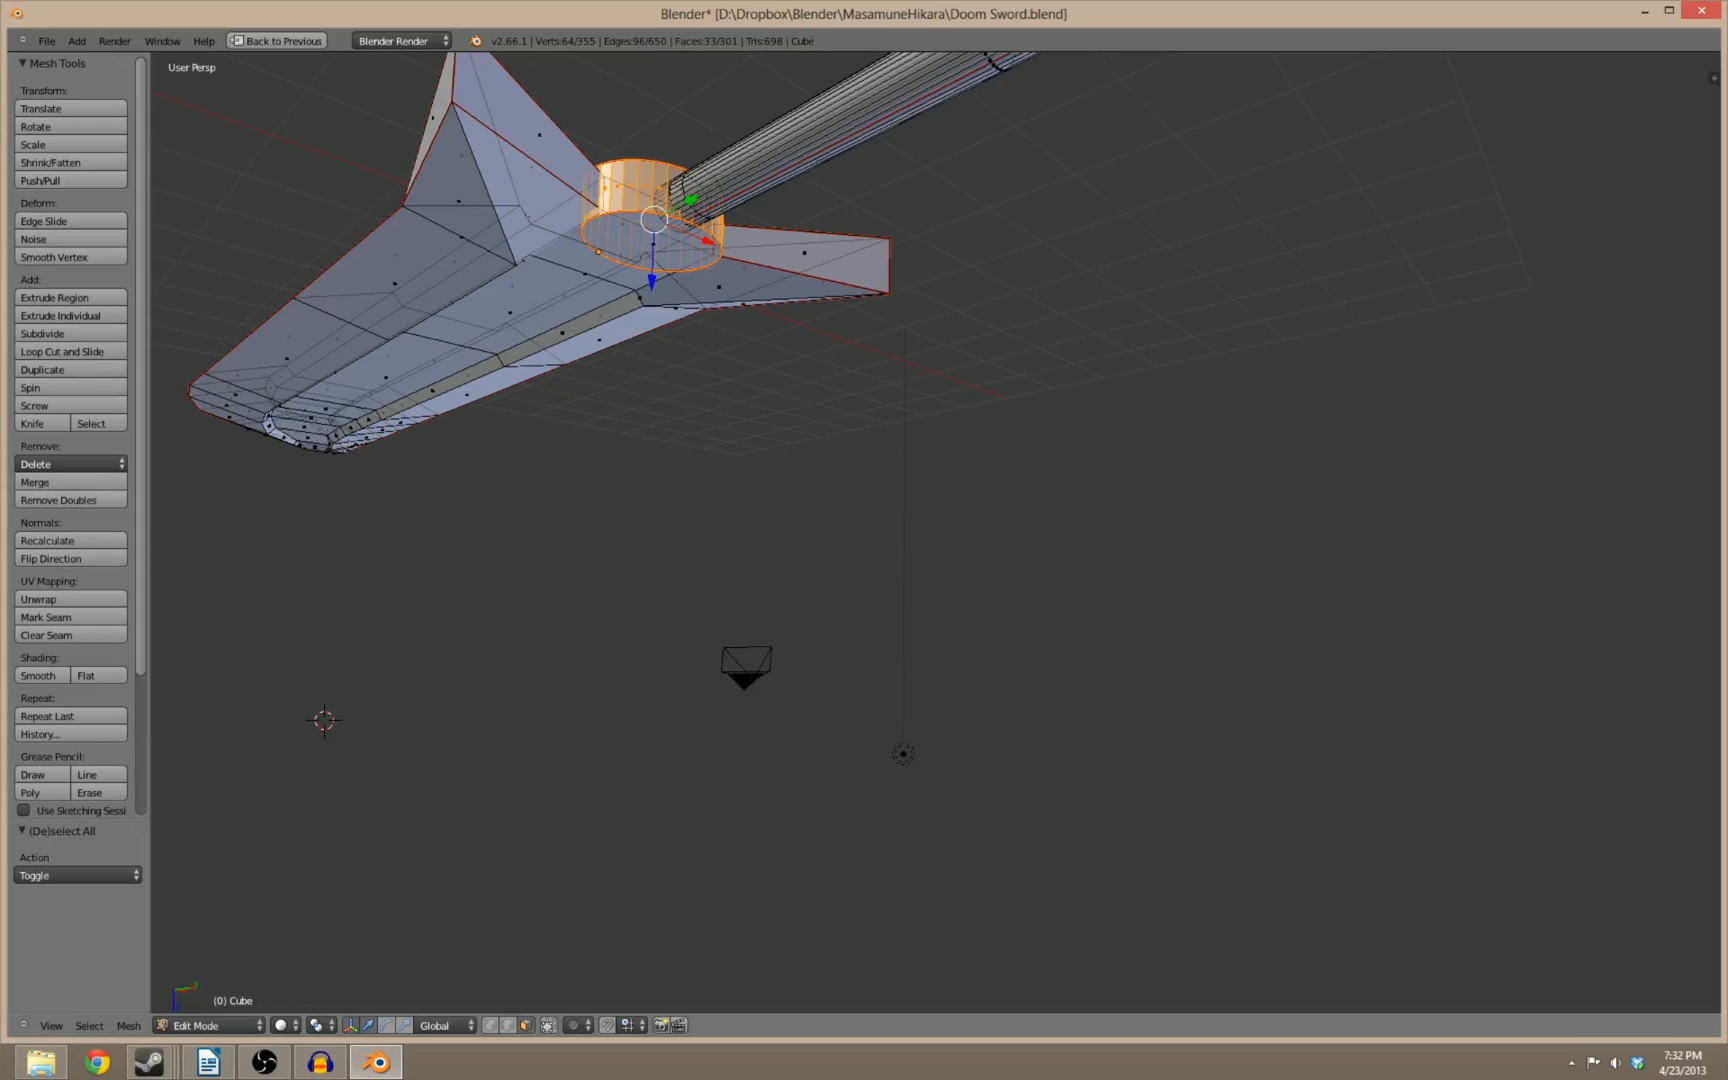 Blender* [D:\Dropbox\Blender\MasamuneHikara\Doom Sword.blend]
File Add Render Window Help Back to Previous Blender Render v2.66.1 | Verts:64/355 | Edges:96/650 | Faces:33/301 | Tris:698 | Cube
Mesh Tools
User Persp
Transform:
Translate
Rotate
Scale
Shrink/Fatten
Push/Pull
Deform:
Edge Slide
Noise
Smooth Vertex
Add:
Extrude Region
Extrude Individual
Subdivide
Loop Cut and Slide
Duplicate
Spin
Screw
Knife Select
Remove:
Delete
Merge
Remove Doubles
Normals:
Recalculate
Flip Direction
UV Mapping:
Unwrap
Mark Seam
Clear Seam
Shading:
Smooth Flat
Repeat:
Repeat Last
History...
Grease Pencil:
Draw Line
Poly Erase
Use Sketching Sessi
(De)select All
Action
Toggle
(0) Cube
View Select Mesh Edit Mode Global
7:32 PM
4/23/2013